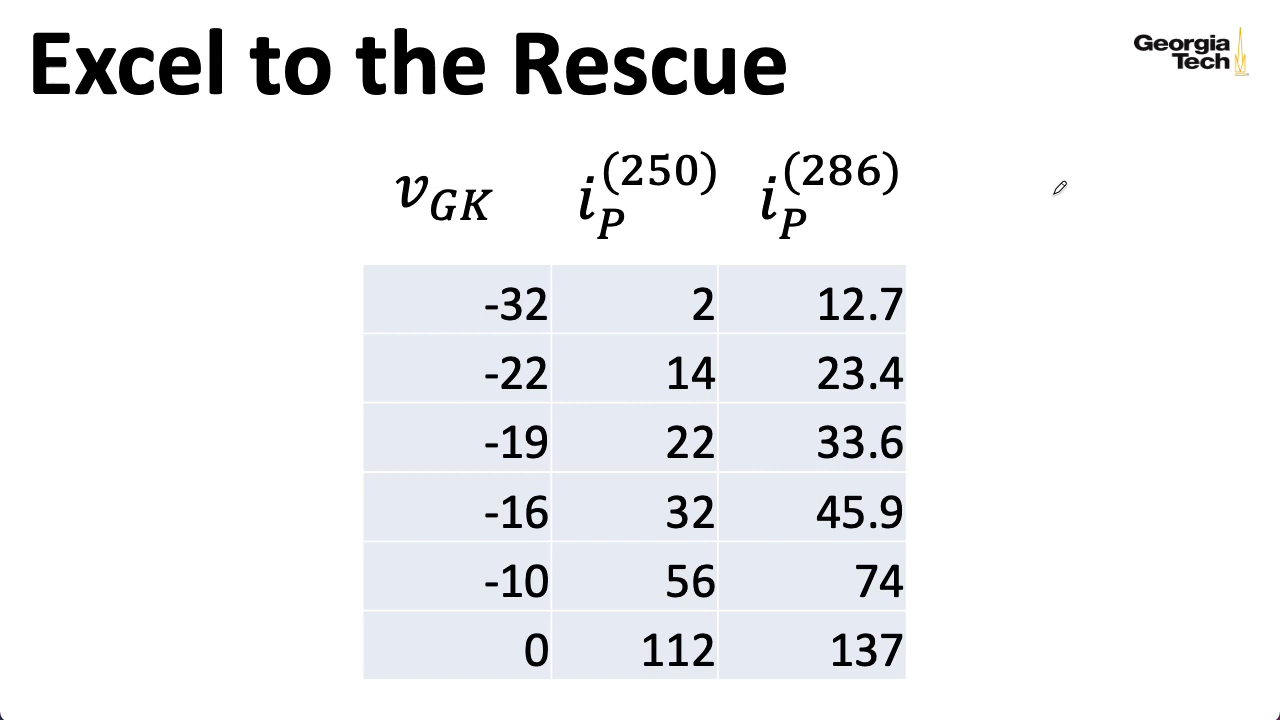 Excel to the Rescue
Georgia
Tech
v_GK i_P^(250) i_P^(286)
-32 2 12.7
-22 14 23.4
-19 22 33.6
-16 32 45.9
-10 56 74
0 112 137